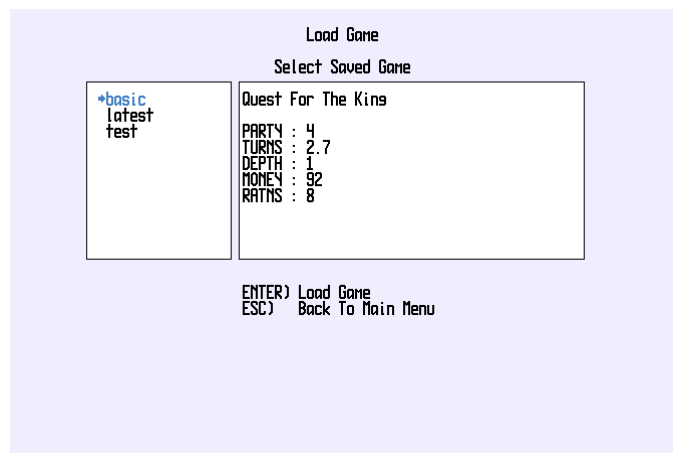 Load Game
Select Saved Game
basic
latest
test
Quest For The King
PARTY : 4
TURNS : 2.7
DEPTH : 1
MONEY : 92
RATNS : 8
ENTER) Load Game
ESC) Back To Main Menu